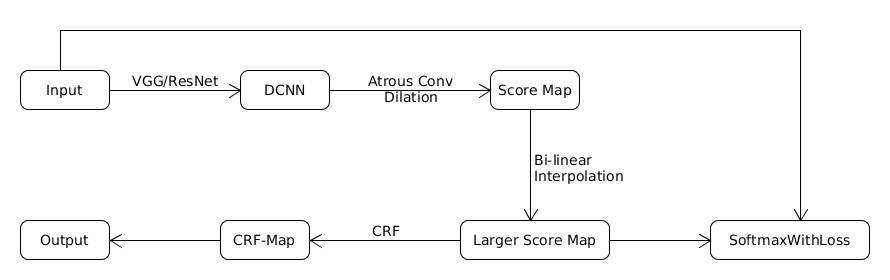 VGG/ResNet
Atrous Conv
Dilation
Input
DCNN
Score Map
Bi-linear
Interpolation
CRF
Output
CRF-Map
Larger Score Map
SoftmaxWithLoss